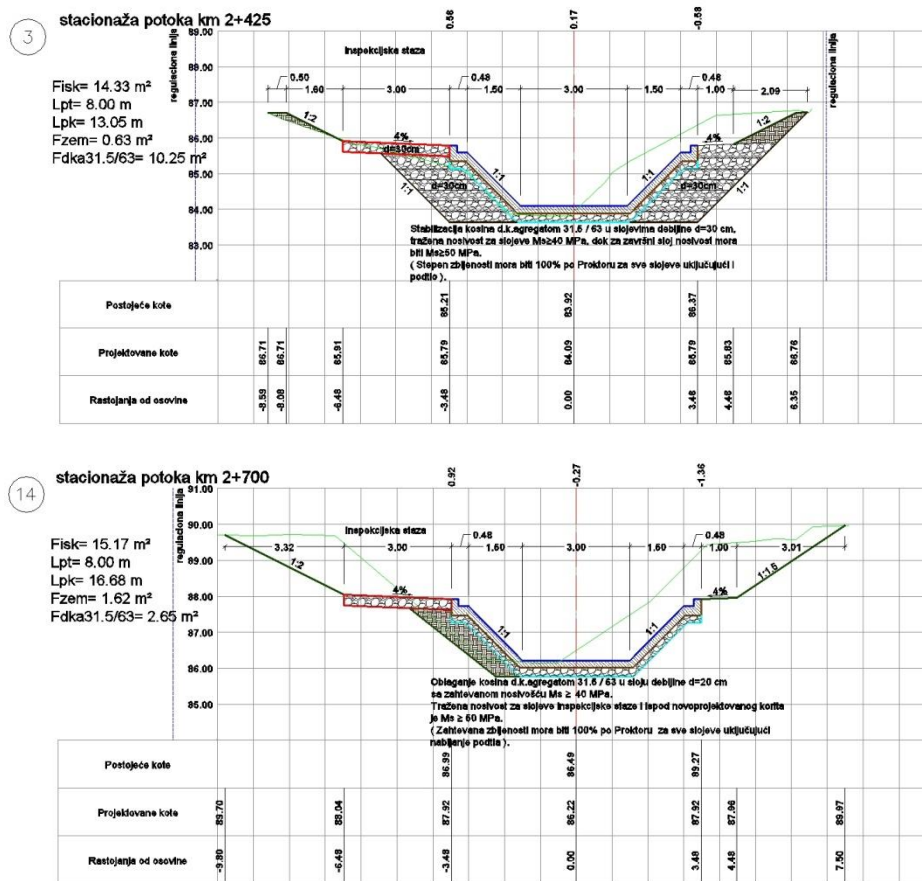 3
stacionaža potoka km 2+425
0.56
0.17
-0.58
89.00
88.00
87.00
86.00
85.00
84.00
83.00
regulaciona linija
regulaciona linija
Inspekcijska staza
Fisk= 14.33 m²
Lpt= 8.00 m
Lpk= 13.05 m
Fzem= 0.63 m²
Fdka31.5/63= 10.25 m²
0.50
1.60
3.00
0.48
1.50
3.00
1.50
0.48
1.00
2.09
1:2
4%
4%
1:2
d=30cm
1:1
d=30cm
1:1
1:1
d=30cm
1:1
Stabilizacija kosina d.k.agregatom 31.5 / 63 u slojevima debljine d=30 cm,
tražena nosivost za slojeve Ms≥40 MPa, dok za završni sloj nosivost mora
biti Ms≥50 MPa.
( Stepen zbijenosti mora biti 100% po Proktoru za sve slojeve uključujući i
podtlo ).
Postojeće kote
85.21
83.92
86.37
Projektovane kote
86.71
86.71
85.91
85.79
84.09
85.79
85.83
86.76
Rastojanja od osovine
-8.59
-8.08
-6.48
-3.48
0.00
3.48
4.48
6.35
14
stacionaža potoka km 2+700
0.92
-0.27
-1.36
91.00
90.00
89.00
88.00
87.00
86.00
85.00
regulaciona linija
Inspekcijska staza
Fisk= 15.17 m²
Lpt= 8.00 m
Lpk= 16.68 m
Fzem= 1.62 m²
Fdka31.5/63= 2.65 m²
3.32
3.00
0.48
1.50
3.00
1.50
0.48
1.00
3.01
1:2
4%
4%
1:1.5
1:1
1:1
Oblaganje kosina d.k.agregatom 31.5 / 63 u sloju debljine d=20 cm
sa zahtevanom nosivošću Ms ≥ 40 MPa.
Tražena nosivost za slojeve inspekcijske staze i ispod novoprojektovanog korita
je Ms ≥ 50 MPa.
( Zahtevana zbijenosti mora biti 100% po Proktoru za sve slojeve uključujući
nabijanje podtla ).
Postojeće kote
86.99
86.49
89.27
Projektovane kote
89.70
88.04
87.92
86.22
87.92
87.96
89.97
Rastojanja od osovine
-9.80
-6.48
-3.48
0.00
3.48
4.48
7.50